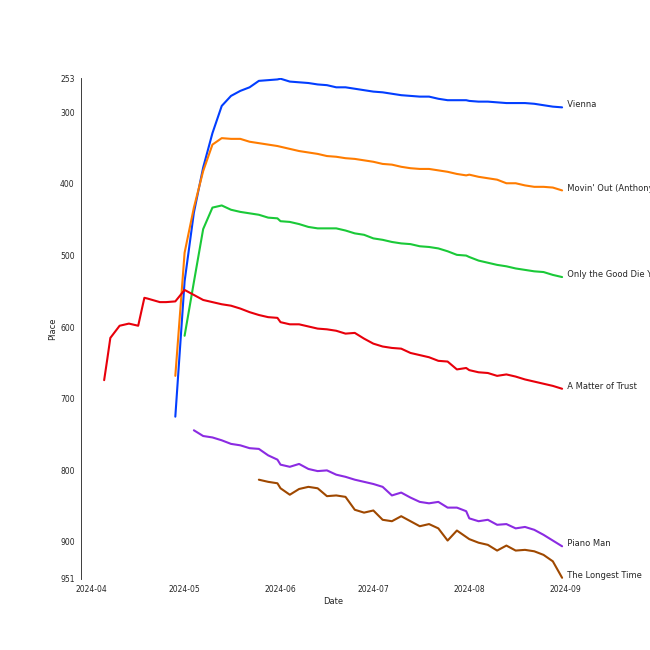 253
300
400
500
600
700
800
900
951
Place
2024-04
2024-05
2024-06
2024-07
2024-08
2024-09
Date
Vienna
Movin' Out (Anthony
Only the Good Die Y
A Matter of Trust
Piano Man
The Longest Time